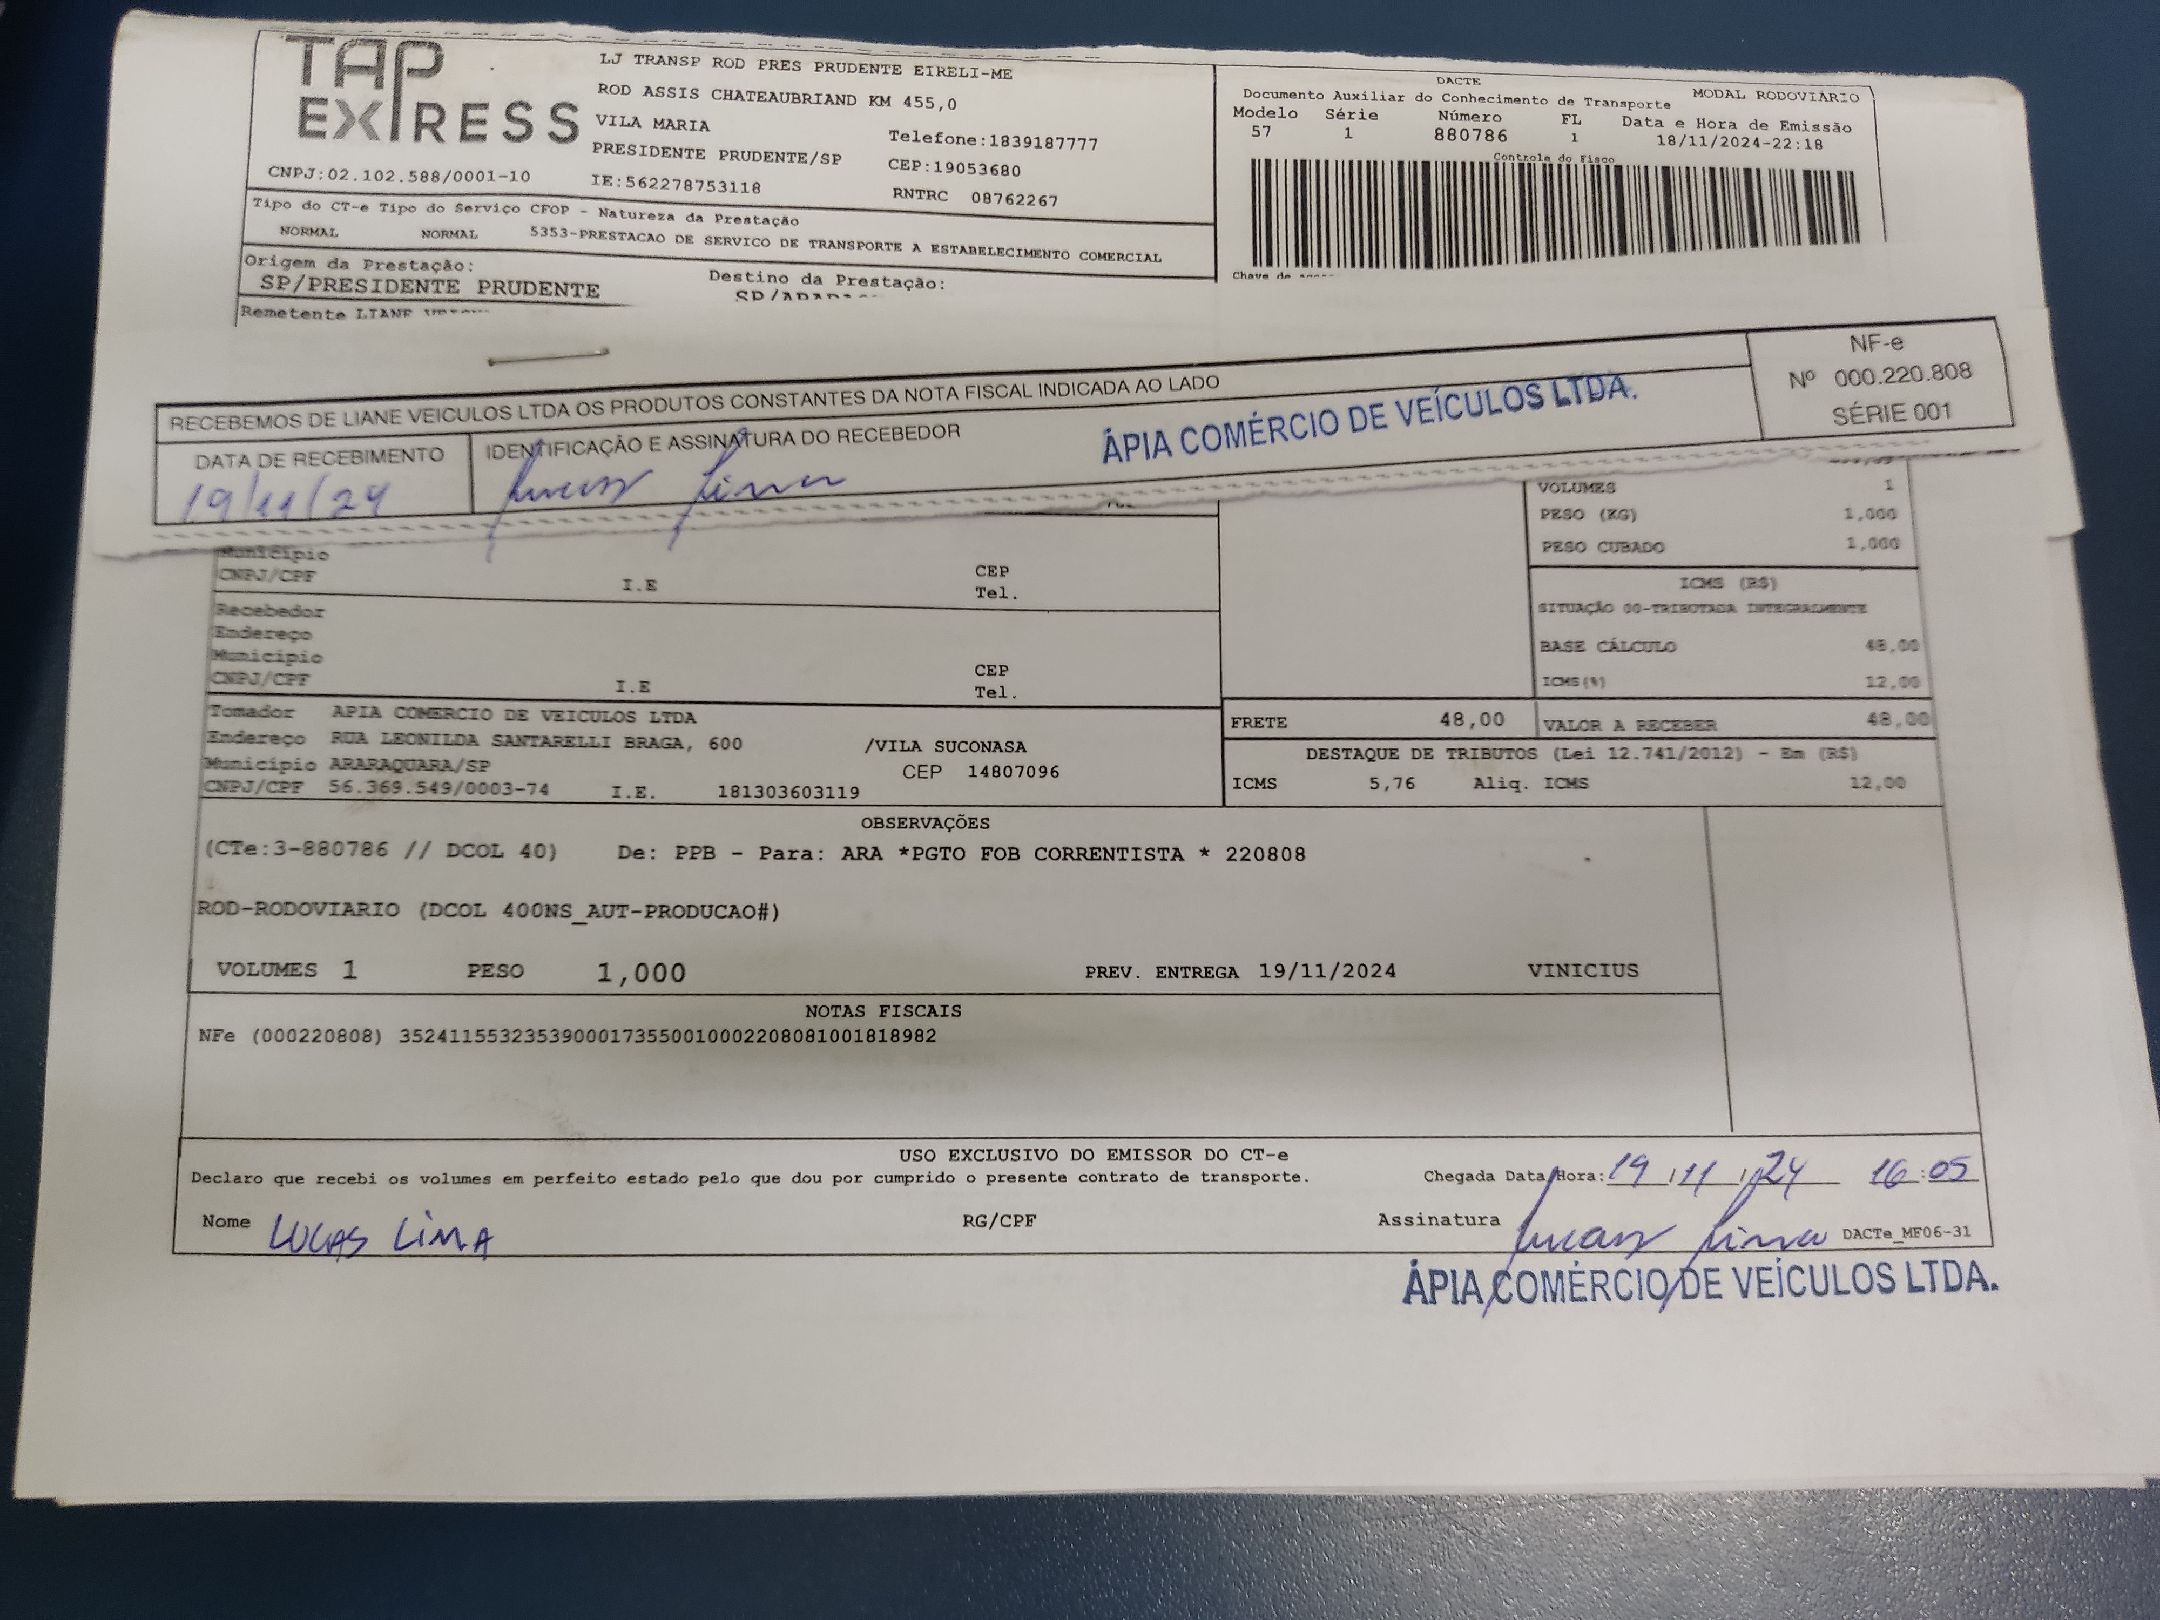 TAP EXPRESS
LJ TRANSP ROD PRES PRUDENTE EIRELI-ME
ROD ASSIS CHATEAUBRIAND KM 455,0
VILA MARIA
Telefone:1839187777
PRESIDENTE PRUDENTE/SP
CEP:19053680
CNPJ:02.102.588/0001-10
IE:562278753118
RNTRC 08762267
DACTE
MODAL RODOVIÁRIO
Documento Auxiliar do Conhecimento de Transporte
Modelo Série Número FL Data e Hora de Emissão
57 1 880786 1 18/11/2024-22:18
Controle do Fisco
Tipo do CT-e Tipo do Serviço CFOP - Natureza da Prestação
NORMAL NORMAL 5353-PRESTACAO DE SERVICO DE TRANSPORTE A ESTABELECIMENTO COMERCIAL
Origem da Prestação: Destino da Prestação:
SP/PRESIDENTE PRUDENTE
Chave de
Remetente LIANE
RECEBEMOS DE LIANE VEICULOS LTDA OS PRODUTOS CONSTANTES DA NOTA FISCAL INDICADA AO LADO
NF-e
Nº 000.220.808
SÉRIE 001
DATA DE RECEBIMENTO
19/11/24
IDENTIFICAÇÃO E ASSINATURA DO RECEBEDOR
Lucas Lima
ÁPIA COMÉRCIO DE VEÍCULOS LTDA.
VOLUMES 1
PESO (KG) 1,000
PESO CUBADO 1,000
Município
CNPJ/CPF I.E CEP
Tel.
Recebedor
Endereço
Município
CNPJ/CPF I.E CEP
Tel.
ICMS (R$)
SITUAÇÃO 00-TRIBUTADA INTEGRALMENTE
BASE CÁLCULO 48,00
ICMS(%) 12,00
Tomador APIA COMERCIO DE VEICULOS LTDA
Endereço RUA LEONILDA SANTARELLI BRAGA, 600 /VILA SUCONASA
Município ARARAQUARA/SP CEP 14807096
CNPJ/CPF 56.369.549/0003-74 I.E. 181303603119
FRETE 48,00 VALOR A RECEBER 48,00
DESTAQUE DE TRIBUTOS (Lei 12.741/2012) - Em (R$)
ICMS 5,76 Aliq. ICMS 12,00
OBSERVAÇÕES
(CTe:3-880786 // DCOL 40) De: PPB - Para: ARA *PGTO FOB CORRENTISTA * 220808
ROD-RODOVIARIO (DCOL 400NS_AUT-PRODUCAO#)
VOLUMES 1 PESO 1,000 PREV. ENTREGA 19/11/2024 VINICIUS
NOTAS FISCAIS
NFe (000220808) 35241155323539000173550010002208081001818982
USO EXCLUSIVO DO EMISSOR DO CT-e
Declaro que recebi os volumes em perfeito estado pelo que dou por cumprido o presente contrato de transporte.
Chegada Data/Hora: 19/11/24 16:05
Nome LUCAS LIMA RG/CPF Assinatura Lucas Lima DACTe_MF06-31
ÁPIA COMÉRCIO DE VEÍCULOS LTDA.